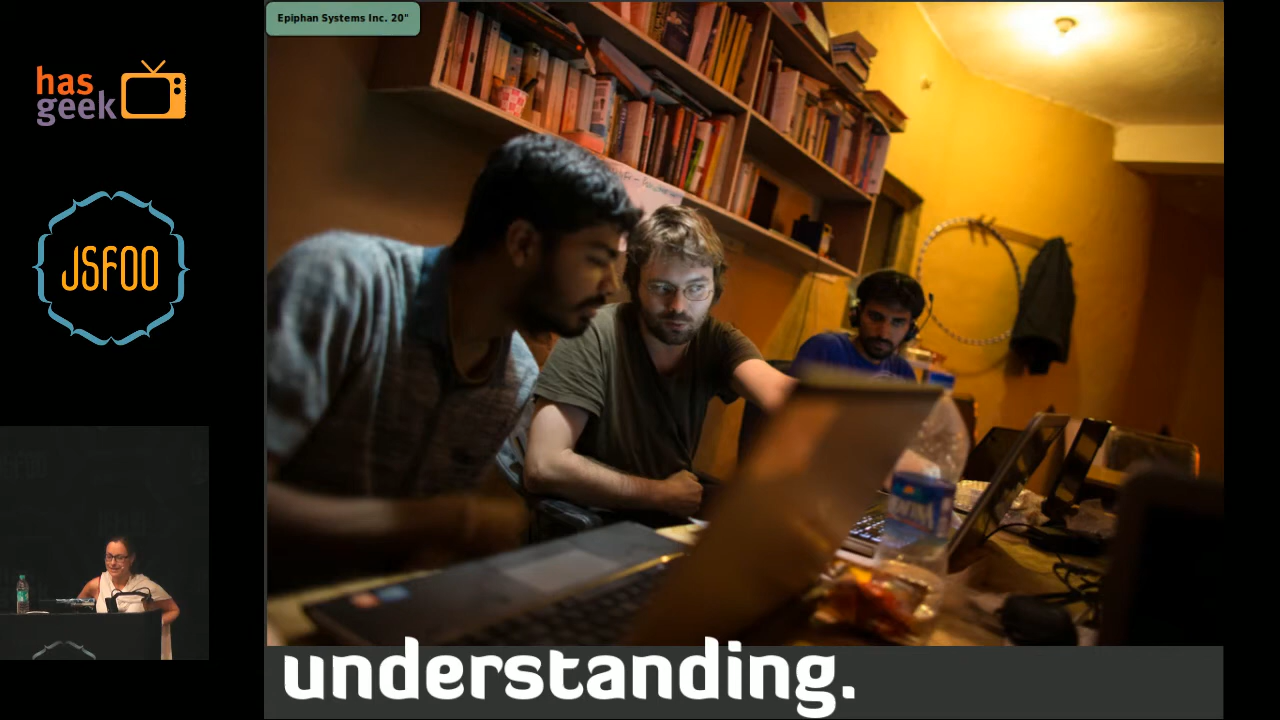 Epiphan Systems Inc. 20"
has
geek
JSFOO
understanding.